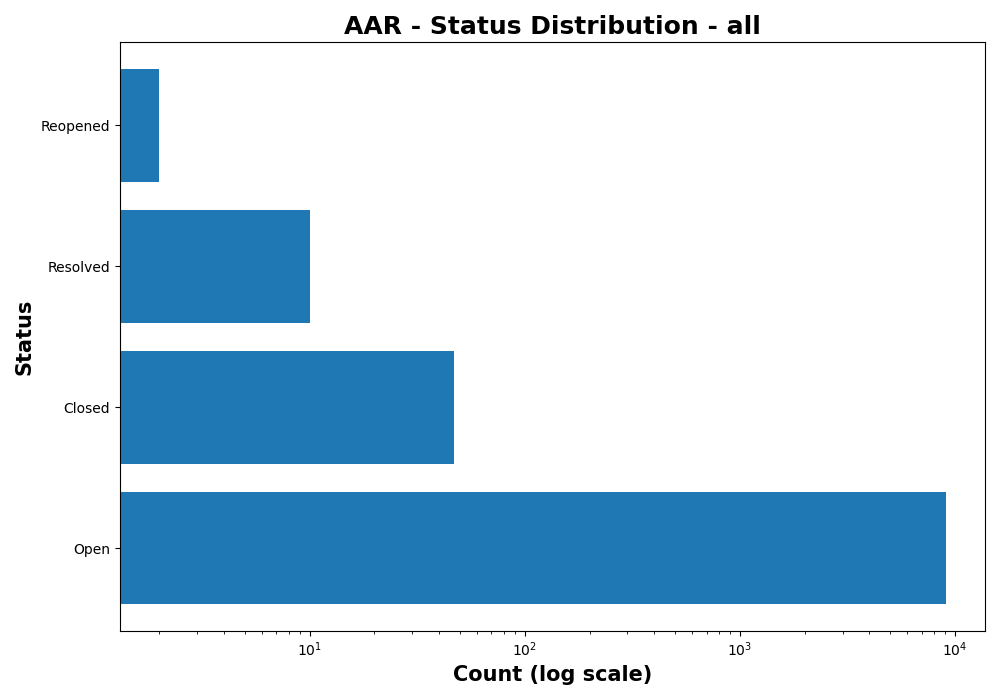 AAR - Status Distribution - all
Status
Reopened
Resolved
Closed
Open
10¹ 10² 10³ 10⁴
Count (log scale)